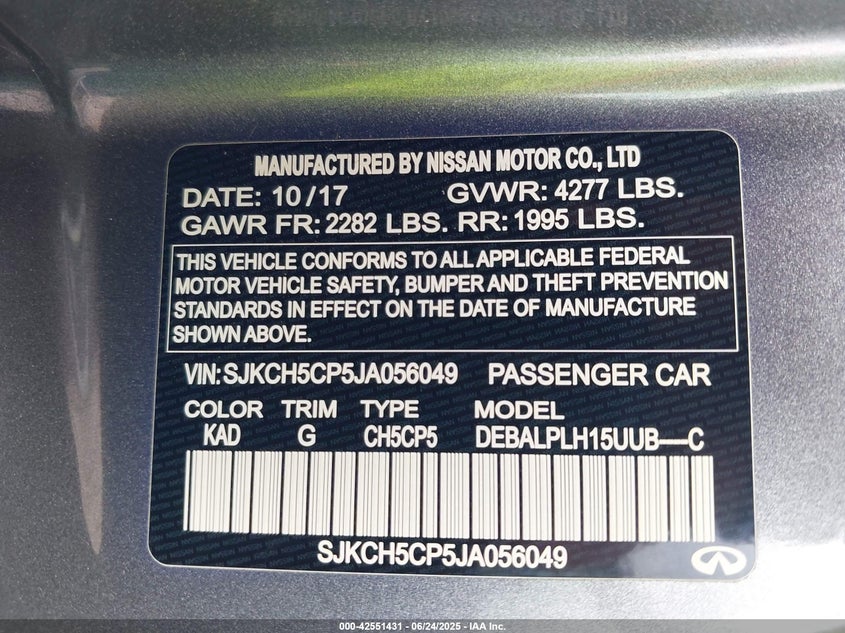 MANUFACTURED BY NISSAN MOTOR CO., LTD
DATE: 10/17 GVWR: 4277 LBS.
GAWR FR: 2282 LBS. RR: 1995 LBS.
THIS VEHICLE CONFORMS TO ALL APPLICABLE FEDERAL
MOTOR VEHICLE SAFETY, BUMPER AND THEFT PREVENTION
STANDARDS IN EFFECT ON THE DATE OF MANUFACTURE
SHOWN ABOVE.
VIN: SJKCH5CP5JA056049 PASSENGER CAR
COLOR TRIM TYPE MODEL
KAD G CH5CP5 DEBALPLH15UUB—C
SJKCH5CP5JA056049
000-42551431 - 06/24/2025 - IAA Inc.